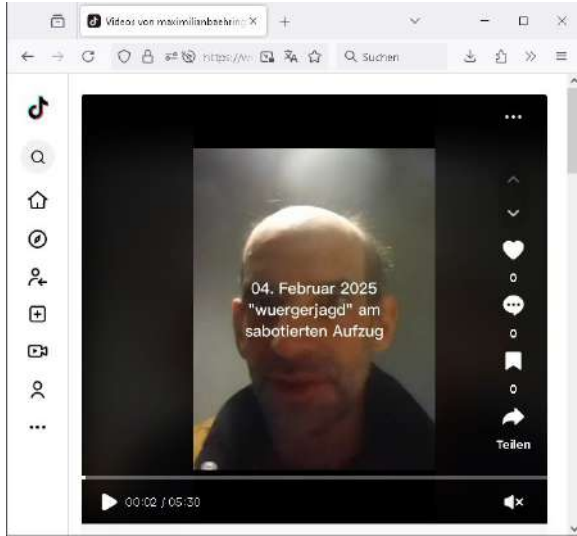 Videos von maximilianbaehring
https://w
Suchen
04. Februar 2025
"wuergerjagd" am
sabotierten Aufzug
0
0
0
Teilen
00:02 / 05:30